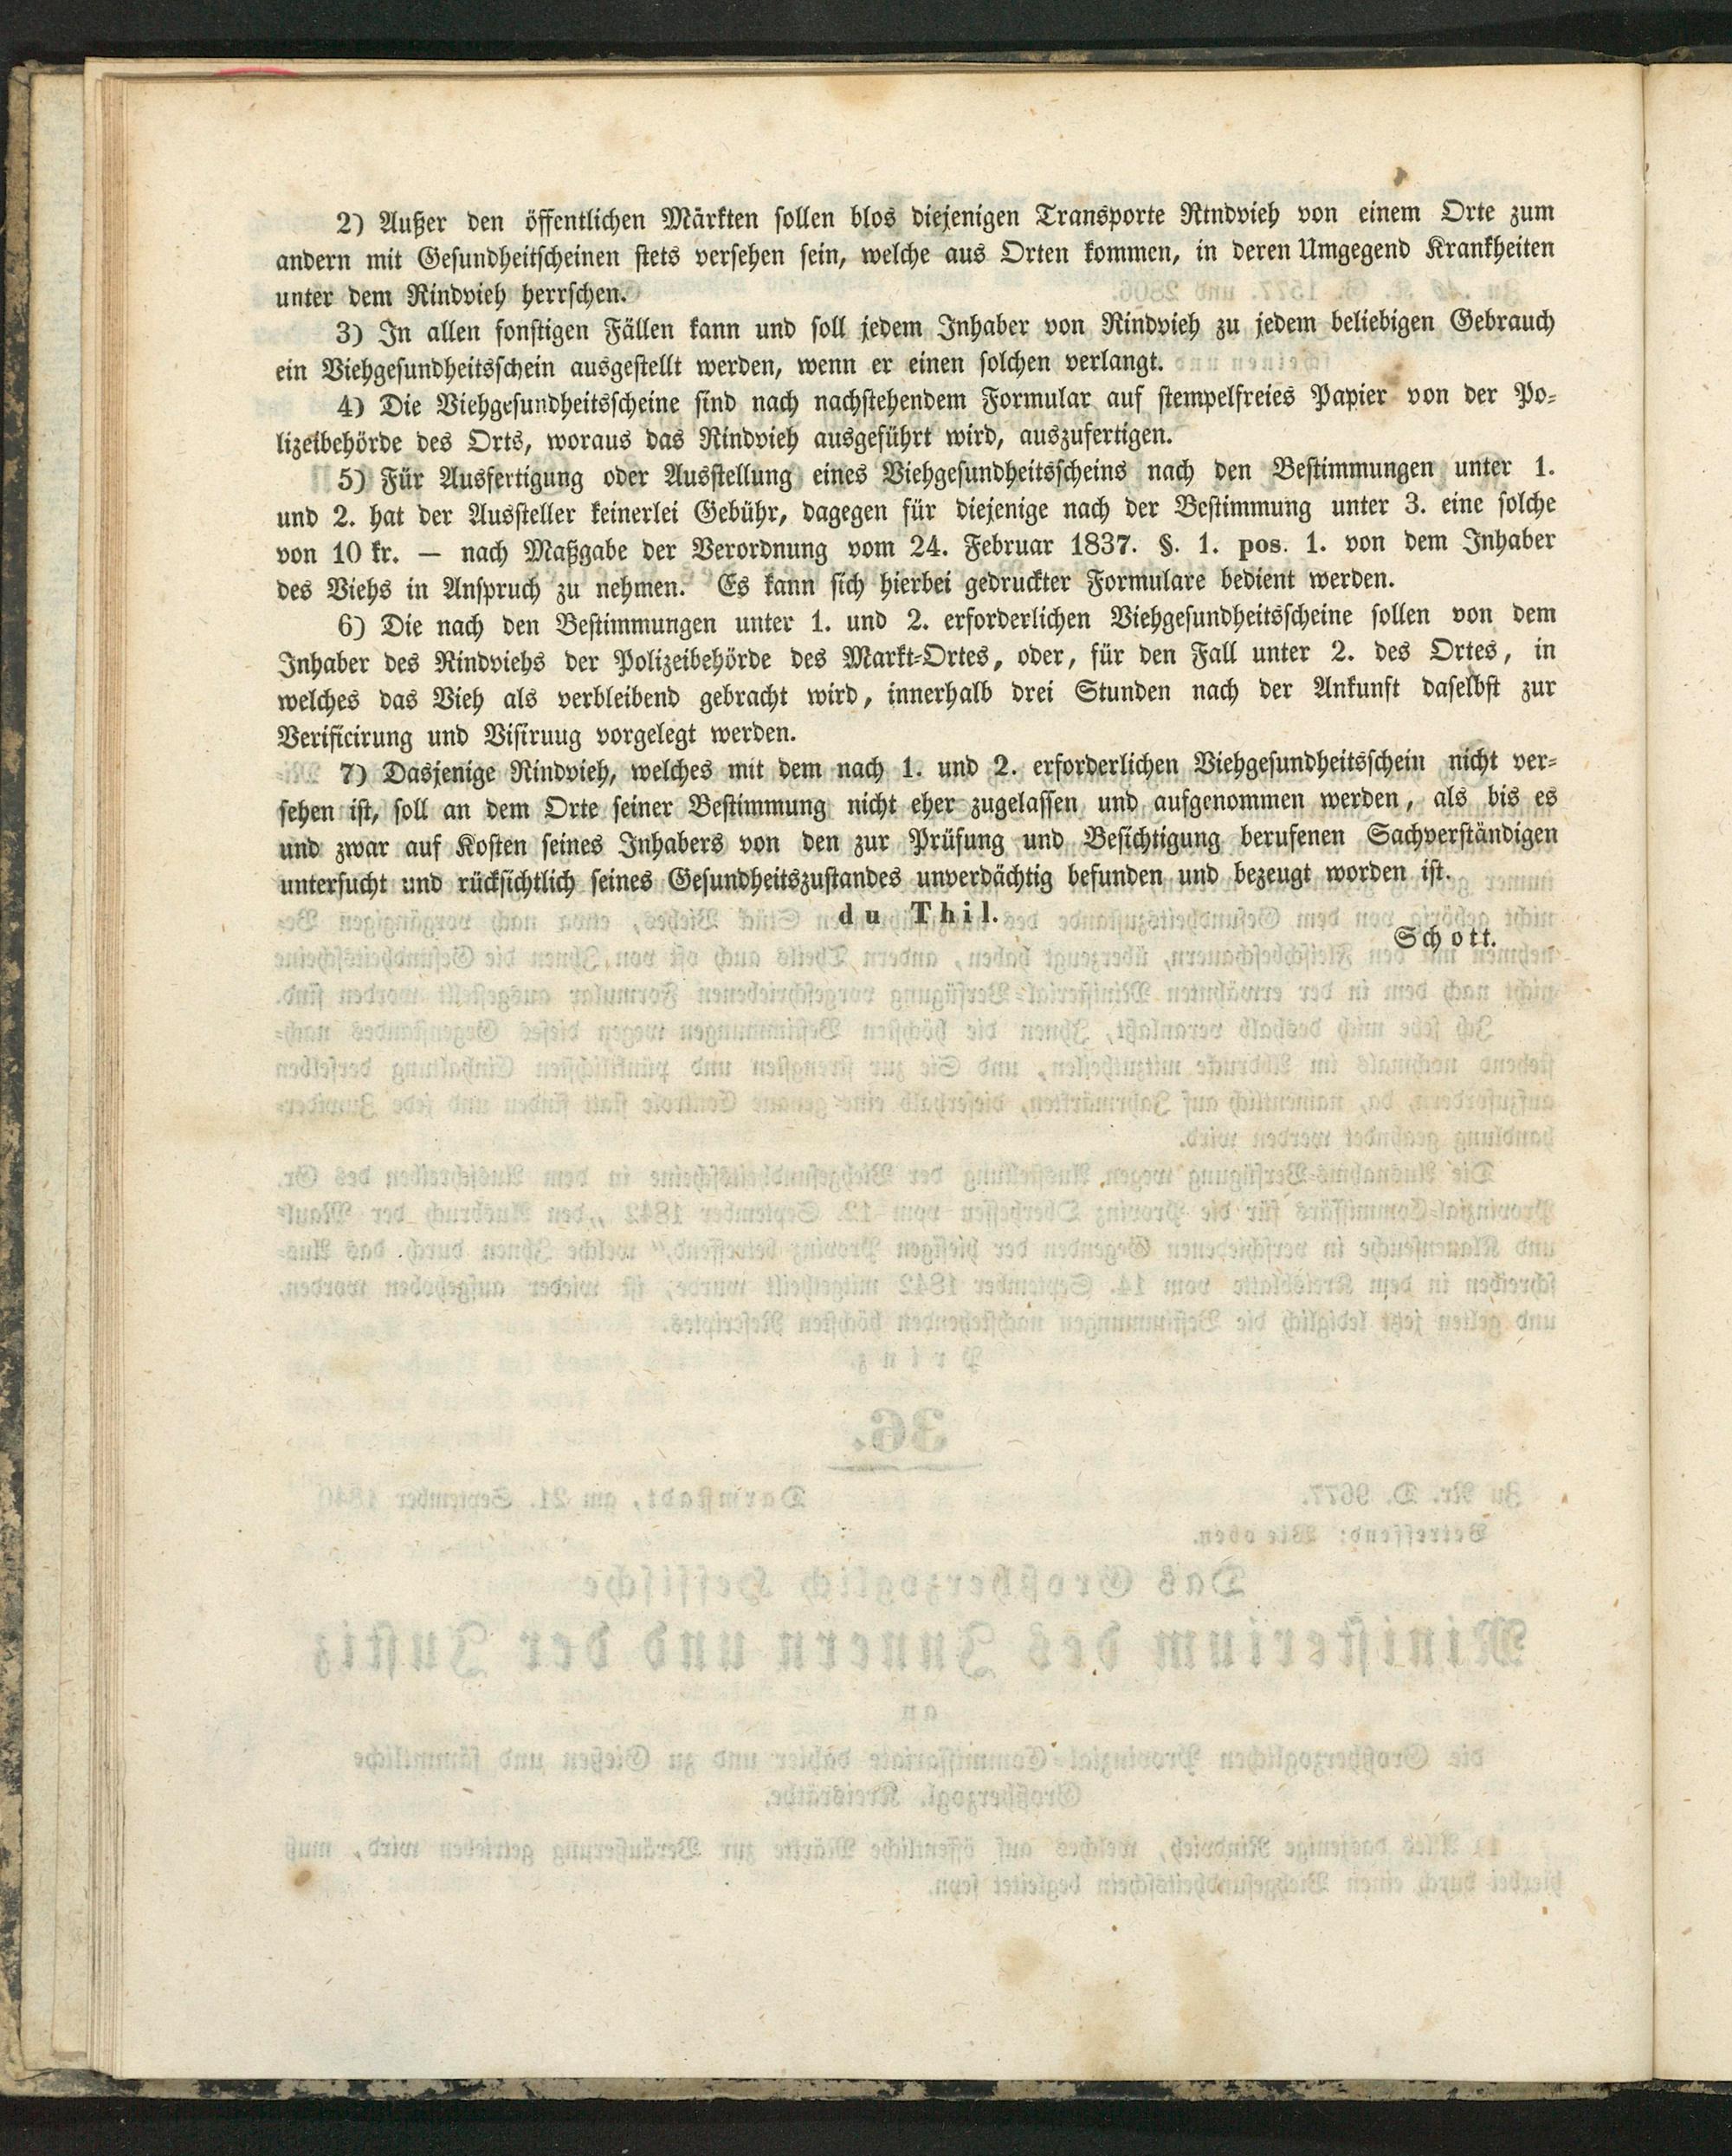 2) Außer den öffentlichen Märkten sollen blos diejenigen Transporte Rtndvieh von einem Orte zum
andern mit Gesundheitscheinen stets versehen sein, welche aus Orten kommen, in deren Umgegend Krankheiten
unter dem Rindvieh herrschen.
3) In allen sonstigen Fällen kann und soll jedem Inhaber von Rindvieh zu jedem beliebigen Gebrauch
ein Viehgesundheitsschein ausgestellt werden, wenn er einen solchen verlangt.
4) Die Viehgesundheitsscheine sind nach nachstehendem Formular auf stempelfreies Papier von der Po-
lizeibehörde des Orts, woraus das Rindvieh ausgeführt wird, auszufertigen.
5) Für Ausfertigung oder Ausstellung eines Viehgesundheitsscheins nach den Bestimmungen unter 1.
und 2. hat der Aussteller keinerlei Gebühr, dagegen für diejenige nach der Bestimmung unter 3. eine solche
von 10 kr. — nach Maßgabe der Verordnung vom 24. Februar 1837. §. 1. pos. 1. von dem Inhaber
des Viehs in Anspruch zu nehmen. Es kann sich hierbei gedruckter Formulare bedient werden.
6) Die nach den Bestimmungen unter 1. und 2. erforderlichen Viehgesundheitsscheine sollen von dem
Inhaber des Rindviehs der Polizeibehörde des Markt-Ortes, oder, für den Fall unter 2. des Ortes, in
welches das Vieh als verbleibend gebracht wird, innerhalb drei Stunden nach der Ankunft daselbst zur
Verificirung und Visiruug vorgelegt werden.
7) Dasjenige Rindvieh, welches mit dem nach 1. und 2. erforderlichen Viehgesundheitsschein nicht ver-
sehen ist, soll an dem Orte seiner Bestimmung nicht eher zugelassen und aufgenommen werden, als bis es
und zwar auf Kosten seines Inhabers von den zur Prüfung und Besichtigung berufenen Sachverständigen
untersucht und rücksichtlich seines Gesundheitszustandes unverdächtig befunden und bezeugt worden ist.
du Thil.
Schott.